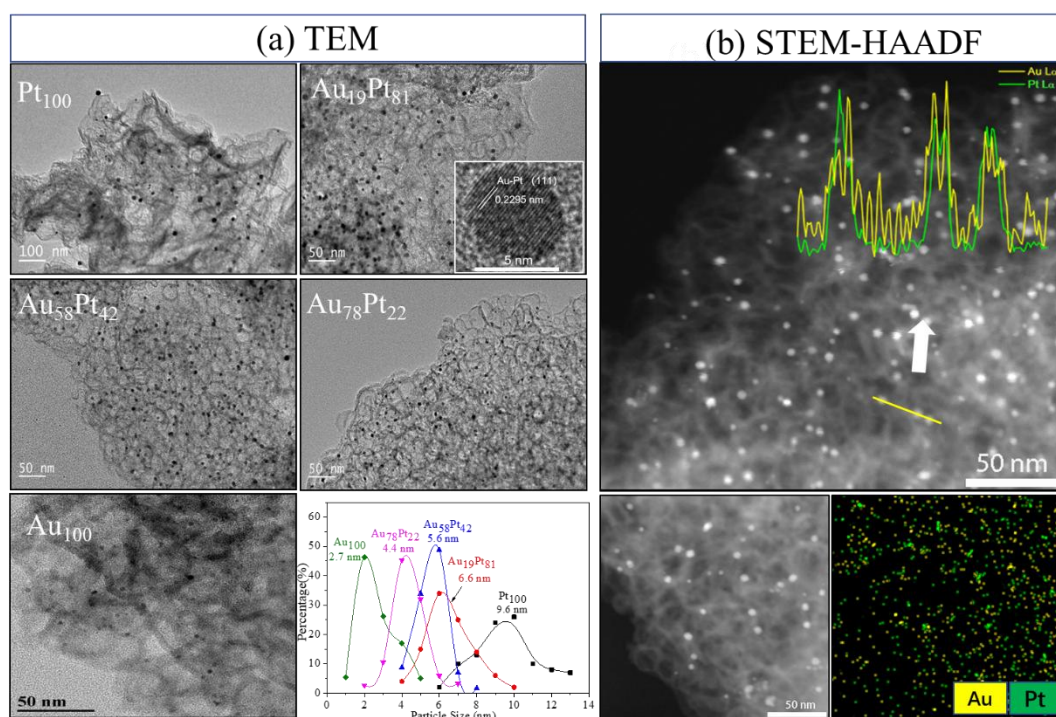 (a) TEM
(b) STEM-HAADF
Pt₁₀₀
100 nm
Au₁₉Pt₈₁
Au-Pt (111)
0.2295 nm
5 nm
50 nm
Au₅₈Pt₄₂
50 nm
Au₇₈Pt₂₂
50 nm
Au₁₀₀
50 nm
Percentage(%)
60
50
40
30
20
10
0
Au₁₀₀
2.7 nm
Au₇₈Pt₂₂
4.4 nm
Au₅₈Pt₄₂
5.6 nm
Au₁₉Pt₈₁
6.6 nm
Pt₁₀₀
9.6 nm
0 2 4 6 8 10 12 14
Particle Size (nm)
Au Lα
Pt Lα
50 nm
50 nm
Au Pt